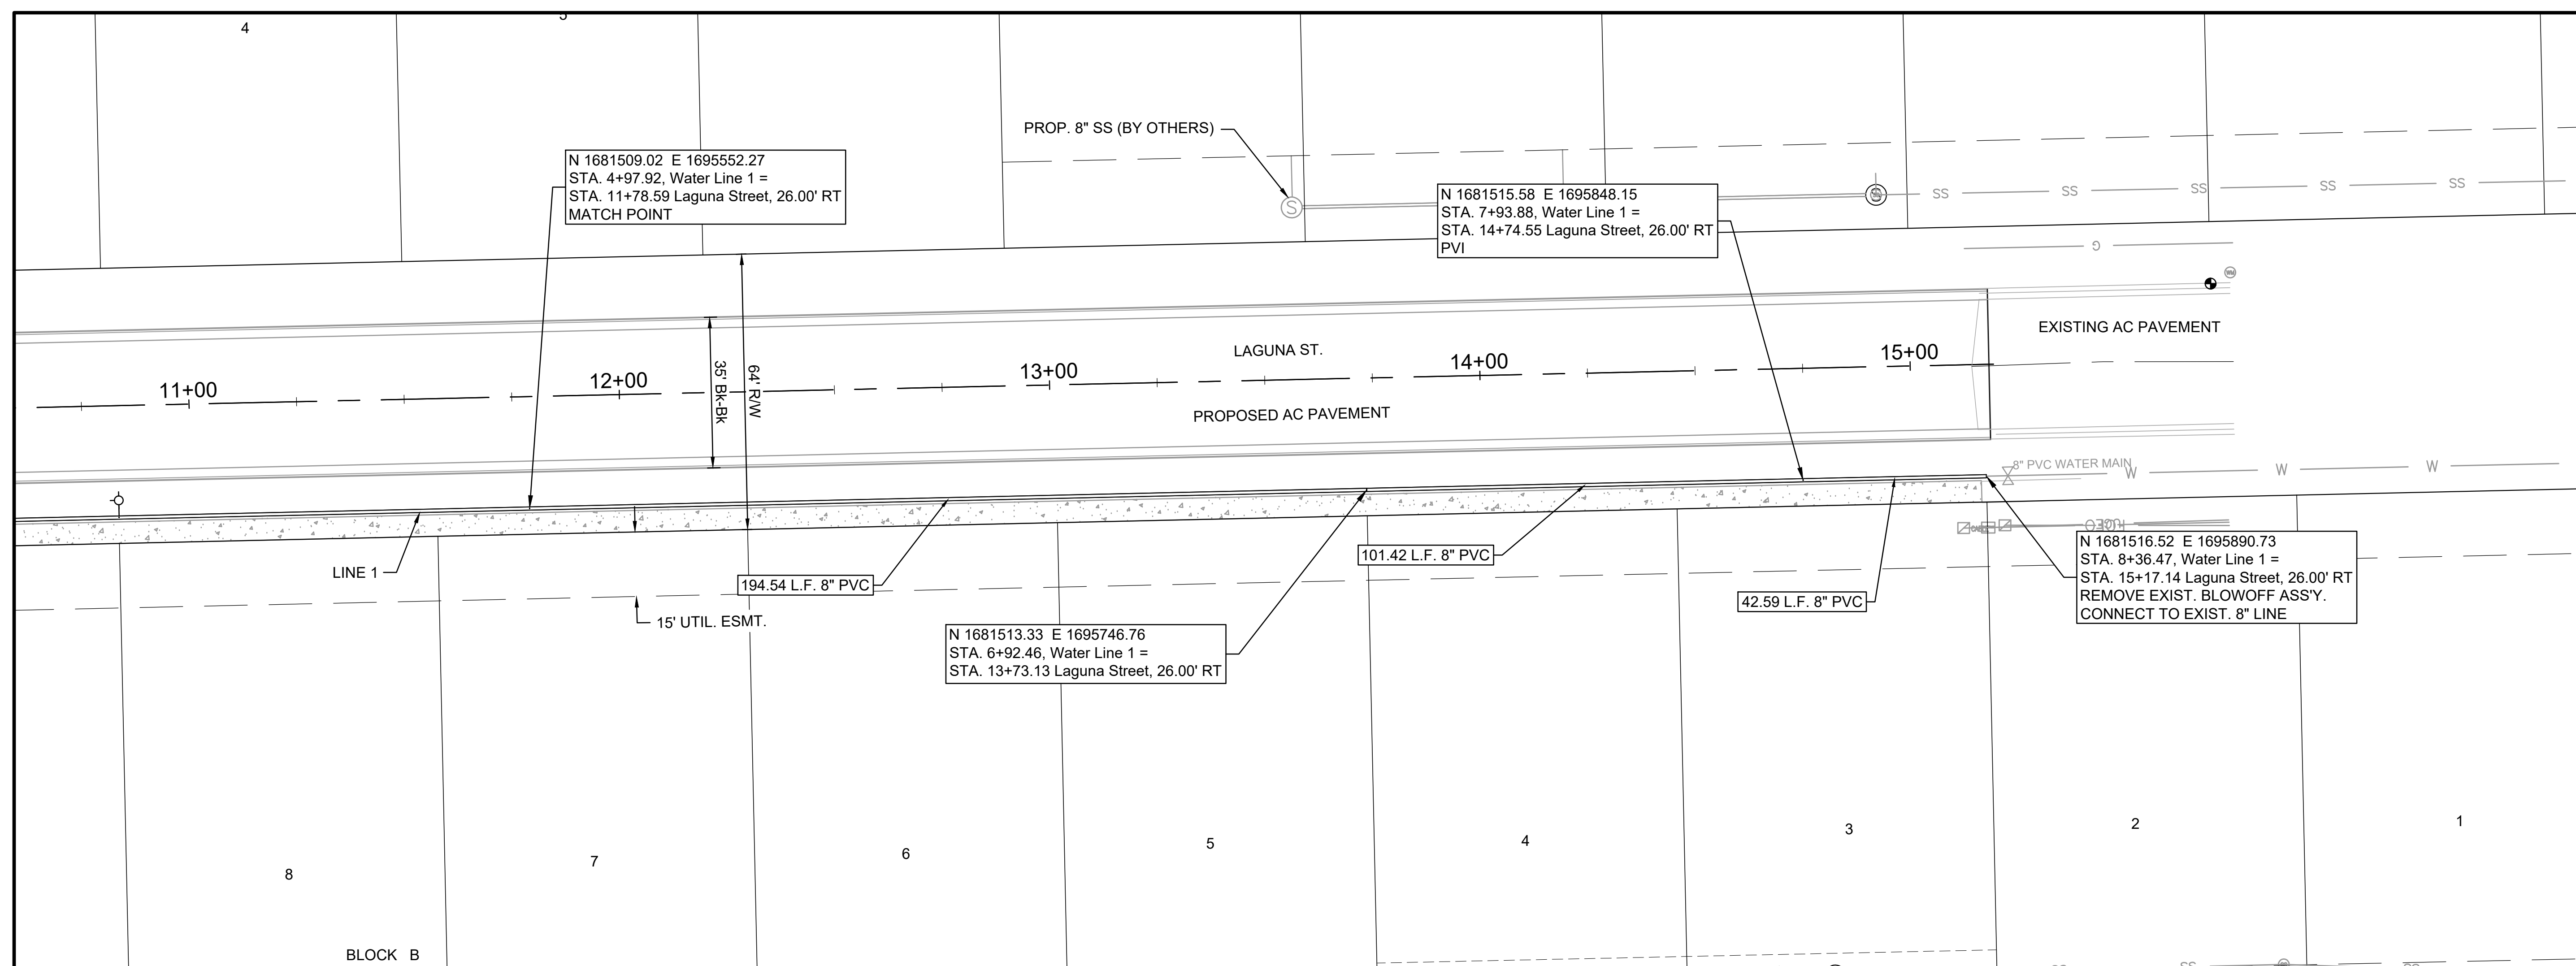 4
5
PROP. 8" SS (BY OTHERS)
N 1681509.02 E 1695552.27
STA. 4+97.92, Water Line 1 =
STA. 11+78.59 Laguna Street, 26.00' RT
MATCH POINT
N 1681515.58 E 1695848.15
STA. 7+93.88, Water Line 1 =
STA. 14+74.55 Laguna Street, 26.00' RT
PVI
S
S
SS
SS
SS
SS
SS
G
EXISTING AC PAVEMENT
LAGUNA ST.
11+00
12+00
13+00
14+00
15+00
35' Bk-Bk
64' R/W
PROPOSED AC PAVEMENT
8" PVC WATER MAIN
W
W
W
LINE 1
194.54 L.F. 8" PVC
101.42 L.F. 8" PVC
42.59 L.F. 8" PVC
15' UTIL. ESMT.
N 1681513.33 E 1695746.76
STA. 6+92.46, Water Line 1 =
STA. 13+73.13 Laguna Street, 26.00' RT
N 1681516.52 E 1695890.73
STA. 8+36.47, Water Line 1 =
STA. 15+17.14 Laguna Street, 26.00' RT
REMOVE EXIST. BLOWOFF ASS'Y.
CONNECT TO EXIST. 8" LINE
8
7
6
5
4
3
2
1
BLOCK B
SS
SS
SS